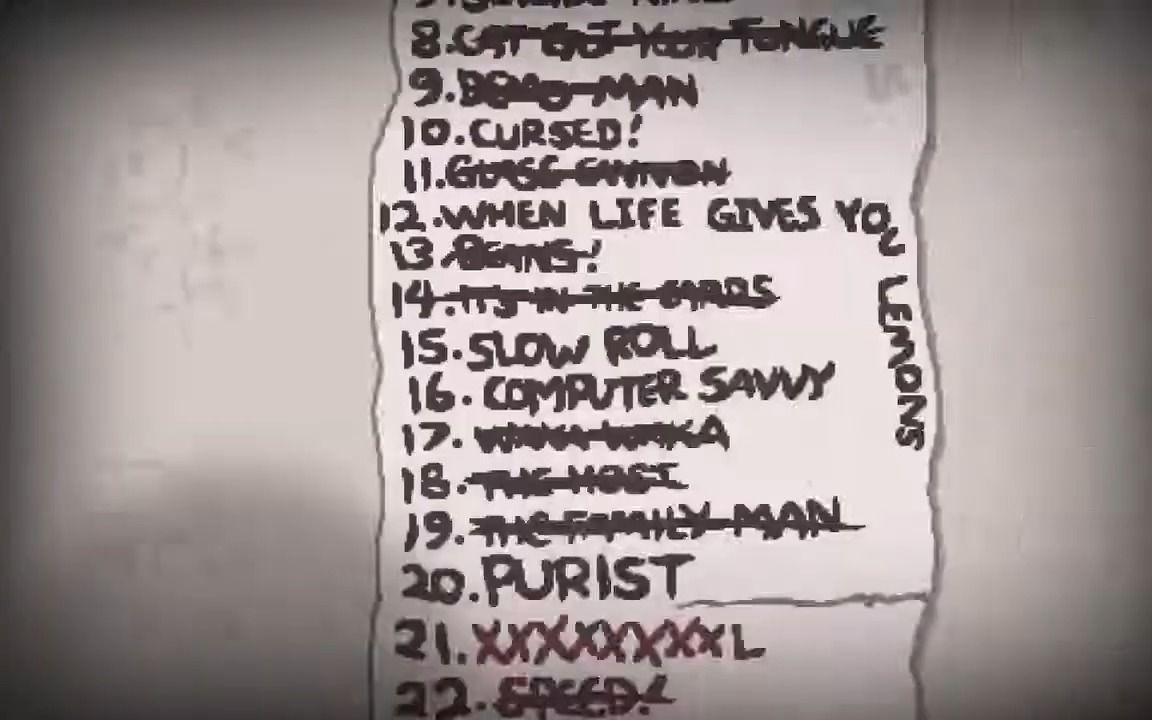 8. CAT GOT YOUR TONGUE
9. DEMO MAN
10. CURSED!
11. GLASS CANNON
12. WHEN LIFE GIVES YOU LEMONS
13 BEANS!
14. IT'S IN THE CARDS
15. SLOW ROLL
16. COMPUTER SAVVY
17. WAKA WAKA
18. THE HOST
19. THE FAMILY MAN
20. PURIST
21. XXXXXXXXL
22. SPEED!